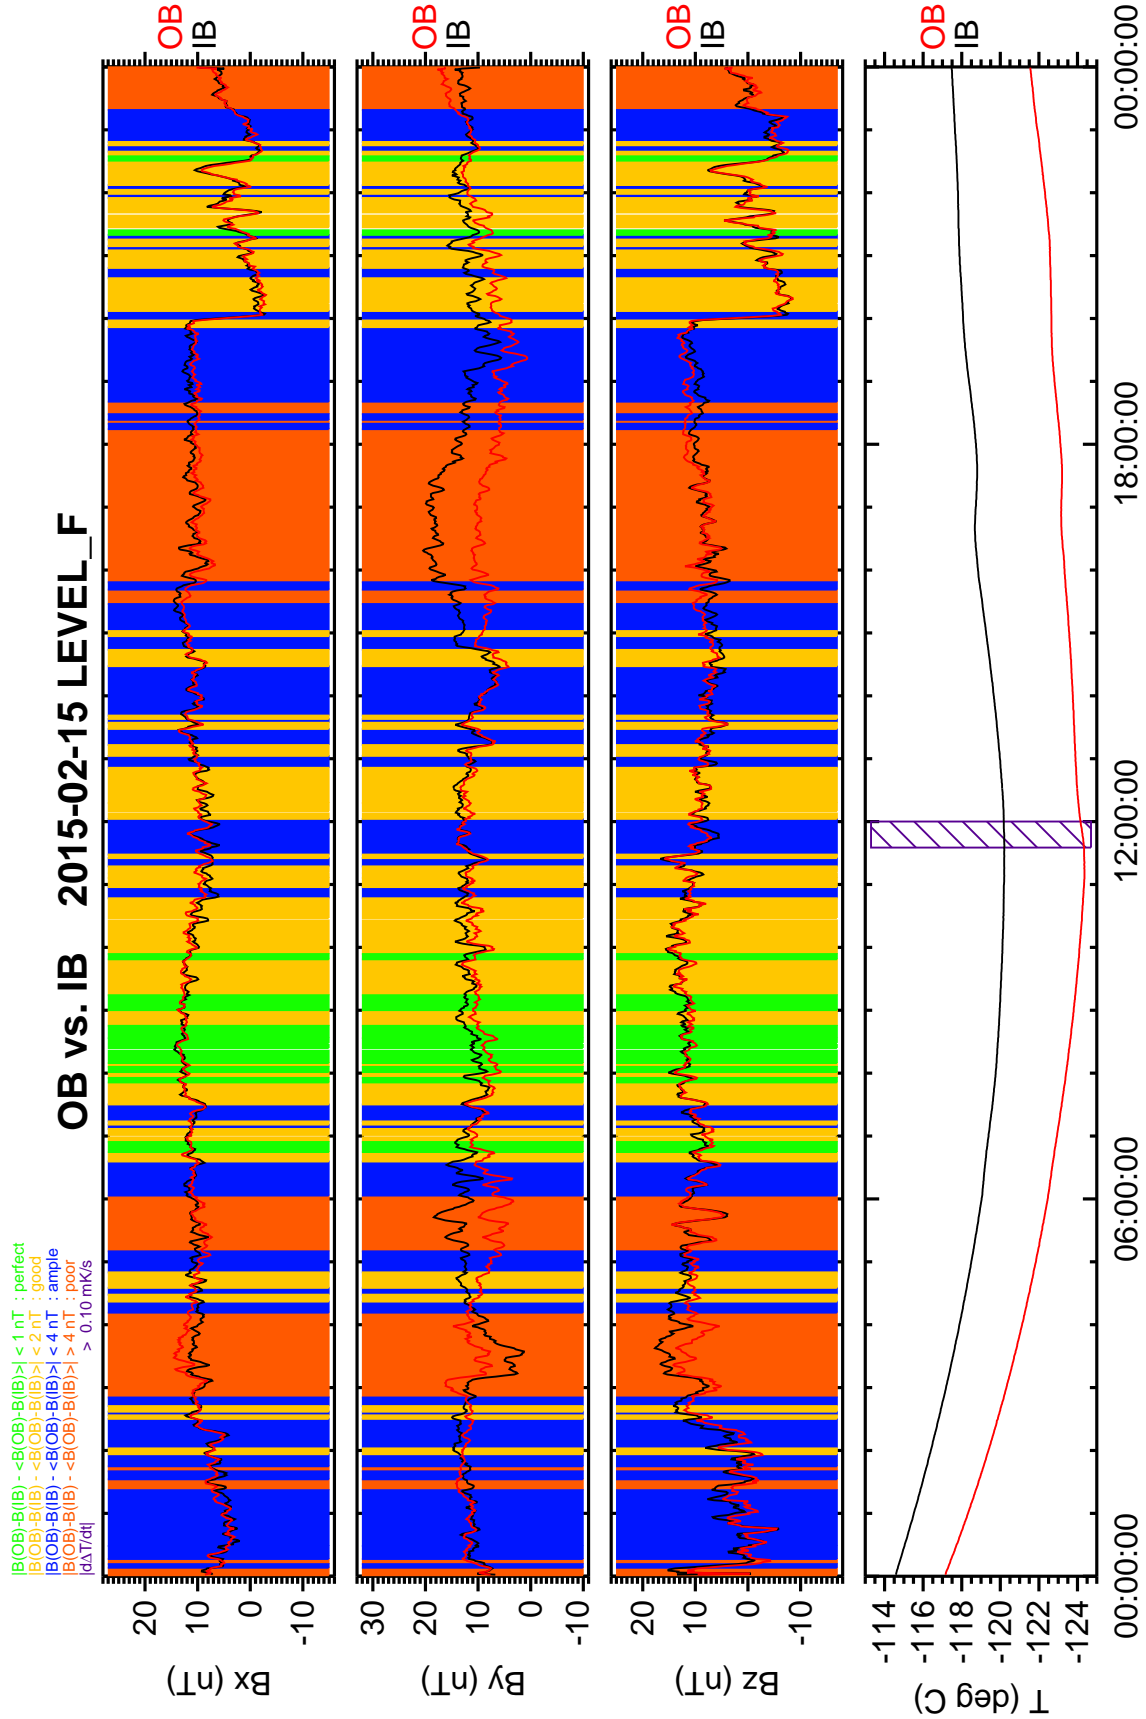 OB vs. IB 2015-02-15 LEVEL_F
|B(OB)-B(IB) - <B(OB)-B(IB)>| < 1 nT : perfect
|B(OB)-B(IB) - <B(OB)-B(IB)>| < 2 nT : good
|B(OB)-B(IB) - <B(OB)-B(IB)>| < 4 nT : ample
|B(OB)-B(IB) - <B(OB)-B(IB)>| > 4 nT : poor
|dΔT/dt| > 0.10 mK/s
Bx (nT)
20
10
0
-10
OB
IB
By (nT)
30
20
10
0
-10
OB
IB
Bz (nT)
20
10
0
-10
OB
IB
T (deg C)
-114
-116
-118
-120
-122
-124
OB
IB
00:00:00 06:00:00 12:00:00 18:00:00 00:00:00